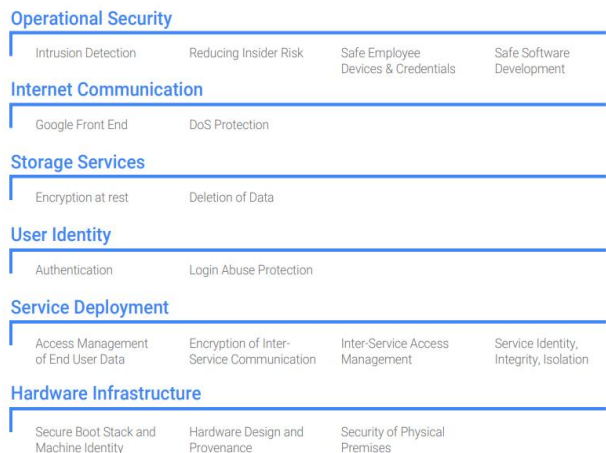 Operational Security
Intrusion Detection
Reducing Insider Risk
Safe Employee
Devices & Credentials
Safe Software
Development
Internet Communication
Google Front End
DoS Protection
Storage Services
Encryption at rest
Deletion of Data
User Identity
Authentication
Login Abuse Protection
Service Deployment
Access Management
of End User Data
Encryption of Inter-
Service Communication
Inter-Service Access
Management
Service Identity,
Integrity, Isolation
Hardware Infrastructure
Secure Boot Stack and
Machine Identity
Hardware Design and
Provenance
Security of Physical
Premises